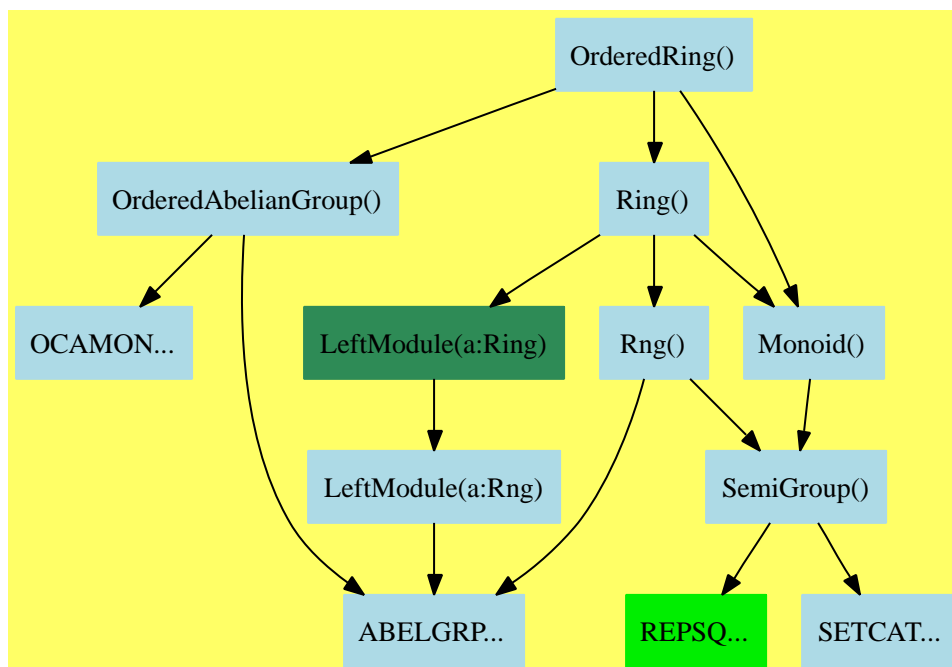 OrderedRing()
OrderedAbelianGroup()
Ring()
OCAMON...
LeftModule(a:Ring)
Rng()
Monoid()
LeftModule(a:Rng)
SemiGroup()
ABELGRP...
REPSQ...
SETCAT...